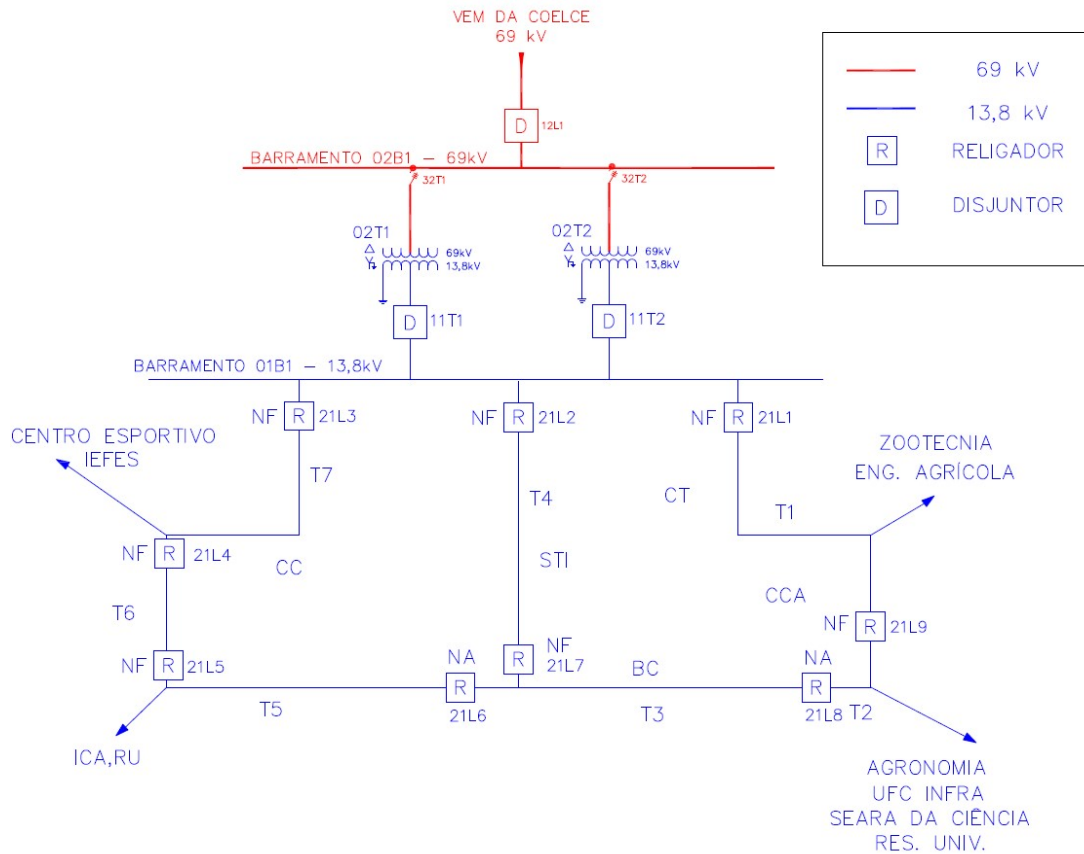 VEM DA COELCE
69 kV
D 12L1
BARRAMENTO 02B1 – 69kV
32T1
32T2
02T1
69kV
13,8kV
02T2
69kV
13,8kV
D 11T1
D 11T2
69 kV
13,8 kV
R RELIGADOR
D DISJUNTOR
BARRAMENTO 01B1 – 13,8kV
NF R 21L3
NF R 21L2
NF R 21L1
CENTRO ESPORTIVO
IEFES
ZOOTECNIA
ENG. AGRÍCOLA
T7
T4
CT
T1
NF R 21L4
CC
STI
CCA
T6
NF R 21L9
NF R 21L5
NA
R
21L6
R NF
21L7
BC
NA
R
21L8
T5
T3
T2
ICA,RU
AGRONOMIA
UFC INFRA
SEARA DA CIÊNCIA
RES. UNIV.